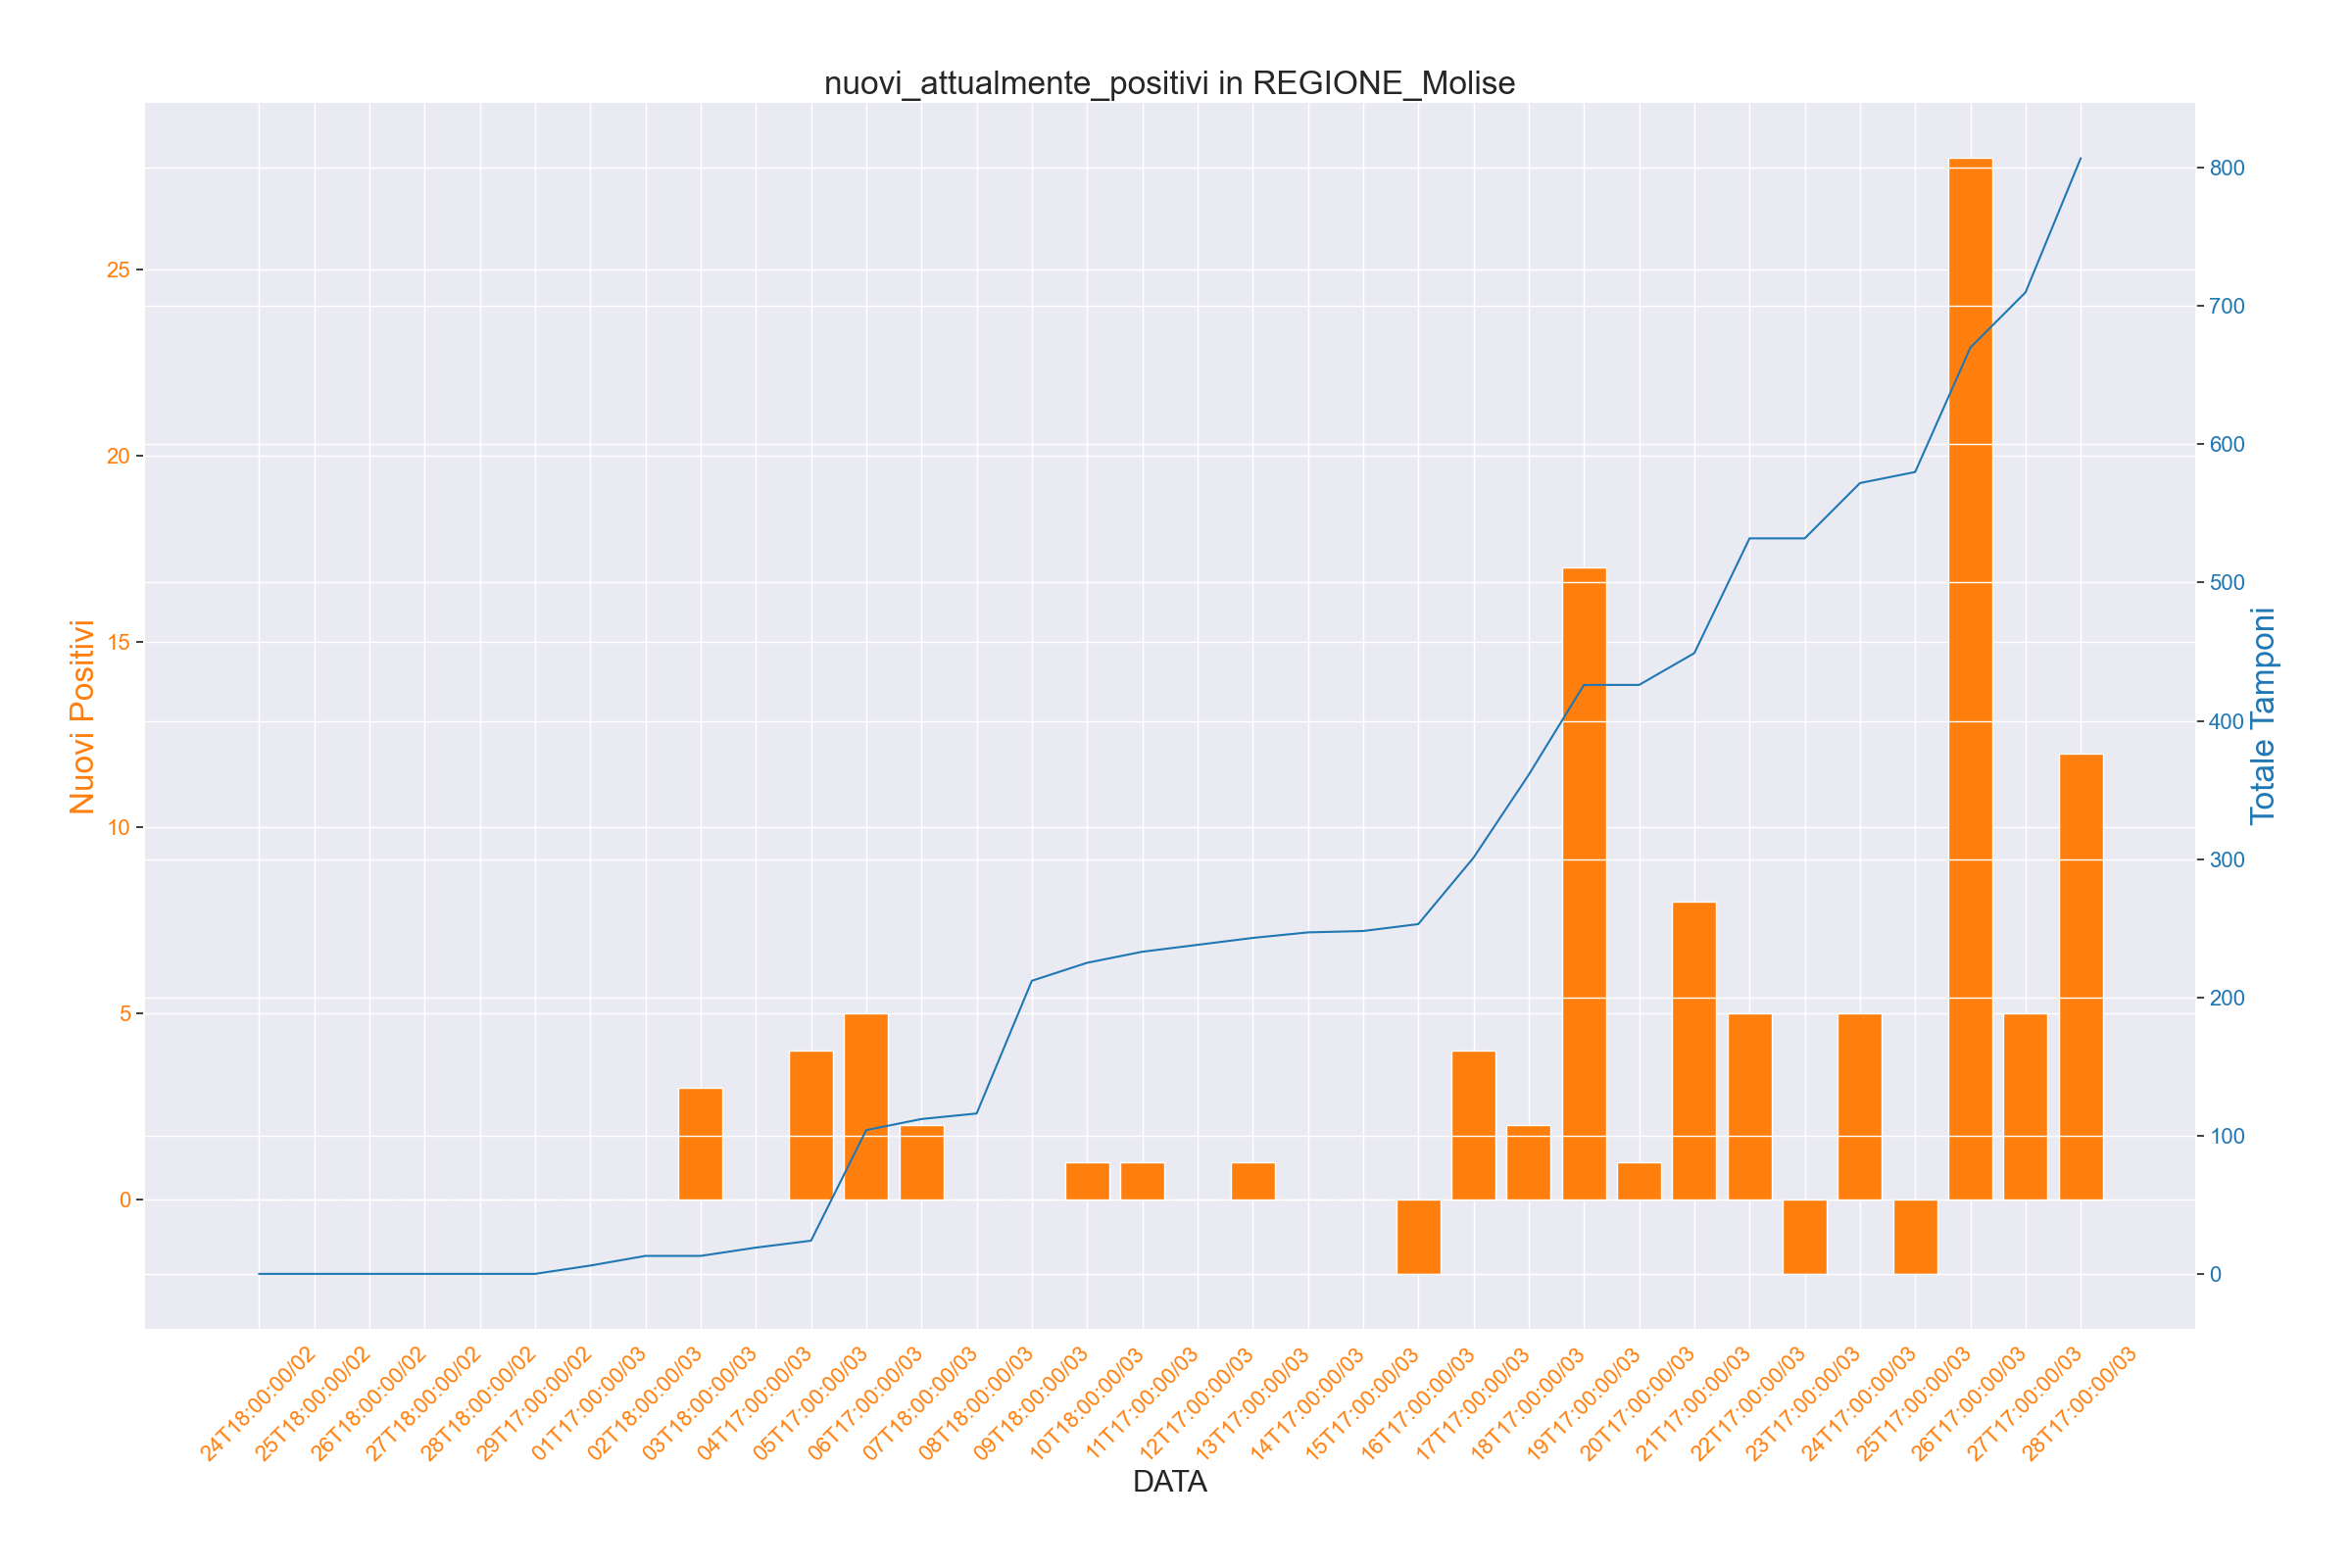 nuovi_attualmente_positivi in REGIONE_Molise
Nuovi Positivi
25
20
15
10
5
0
800
700
600
500
400
300
200
100
0
Totale Tamponi
24T18:00:00/02
25T18:00:00/02
26T18:00:00/02
27T18:00:00/02
28T18:00:00/02
29T17:00:00/02
01T17:00:00/03
02T18:00:00/03
03T18:00:00/03
04T17:00:00/03
05T17:00:00/03
06T17:00:00/03
07T18:00:00/03
08T18:00:00/03
09T18:00:00/03
10T18:00:00/03
11T17:00:00/03
12T17:00:00/03
13T17:00:00/03
14T17:00:00/03
15T17:00:00/03
16T17:00:00/03
17T17:00:00/03
18T17:00:00/03
19T17:00:00/03
20T17:00:00/03
21T17:00:00/03
22T17:00:00/03
23T17:00:00/03
24T17:00:00/03
25T17:00:00/03
26T17:00:00/03
27T17:00:00/03
28T17:00:00/03
DATA